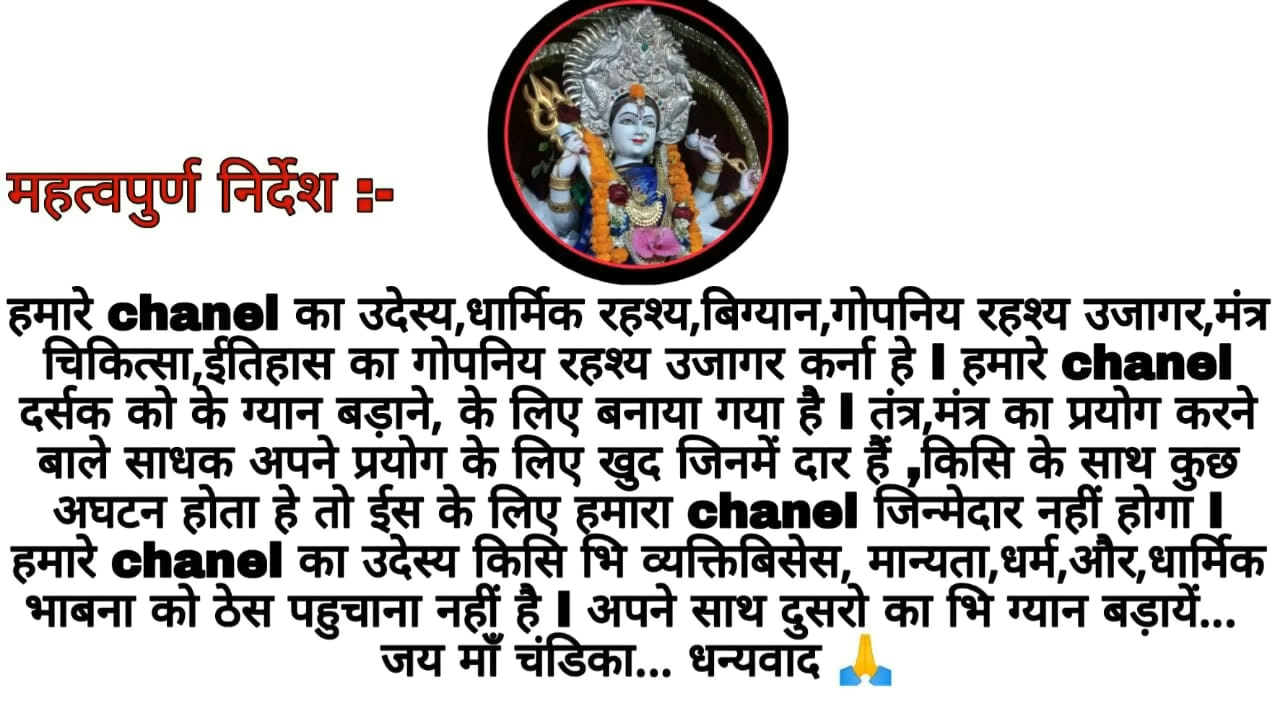 महत्वपुर्ण निर्देश :-
हमारे chanel का उदेस्य,धार्मिक रहश्य,बिग्यान,गोपनिय रहश्य उजागर,मंत्र
चिकित्सा,ईतिहास का गोपनिय रहश्य उजागर कर्ना हे l हमारे chanel
दर्सक को के ग्यान बड़ाने, के लिए बनाया गया है l तंत्र,मंत्र का प्रयोग करने
बाले साधक अपने प्रयोग के लिए खुद जिनमें दार हैं ,किसि के साथ कुछ
अघटन होता हे तो ईस के लिए हमारा chanel जिन्मेदार नहीं होगा l
हमारे chanel का उदेस्य किसि भि व्यक्तिबिसेस, मान्यता,धर्म,और,धार्मिक
भाबना को ठेस पहुचाना नहीं है l अपने साथ दुसरो का भि ग्यान बड़ायें...
जय माँ चंडिका... धन्यवाद 🙏